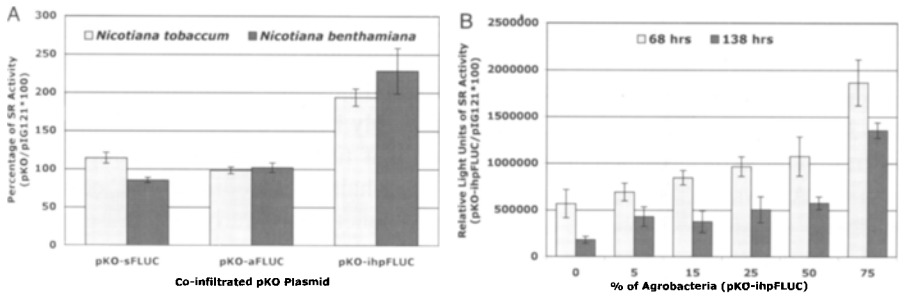 A
Nicotiana tobaccum
Nicotiana benthamiana
Percentage of SR Activity
(pKO/pIG121*100)
300
250
200
150
100
50
0
pKO-sFLUC
pKO-aFLUC
pKO-ihpFLUC
Co-infiltrated pKO Plasmid
B
68 hrs
138 hrs
Relative Light Units of SR Activity
(pKO-ihpFLUC/pIG121*100)
2500000
2000000
1500000
1000000
500000
0
0
5
15
25
50
75
% of Agrobacteria (pKO-ihpFLUC)